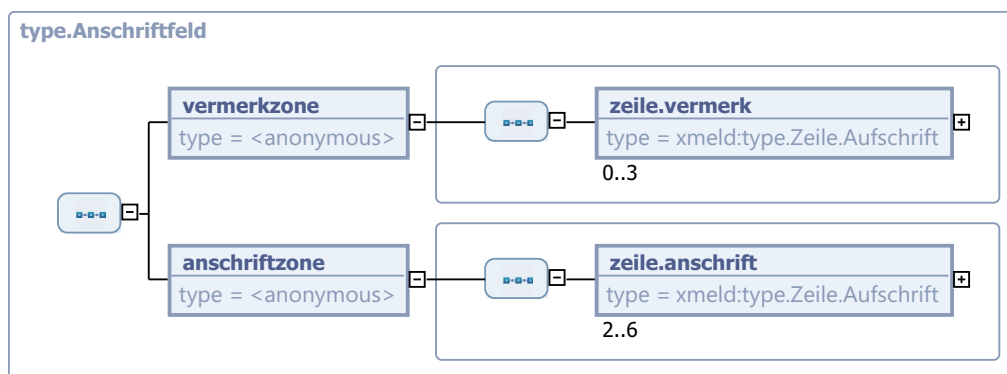 type.Anschriftfeld
vermerkzone
type = <anonymous>
zeile.vermerk
type = xmeld:type.Zeile.Aufschrift
0..3
anschriftzone
type = <anonymous>
zeile.anschrift
type = xmeld:type.Zeile.Aufschrift
2..6